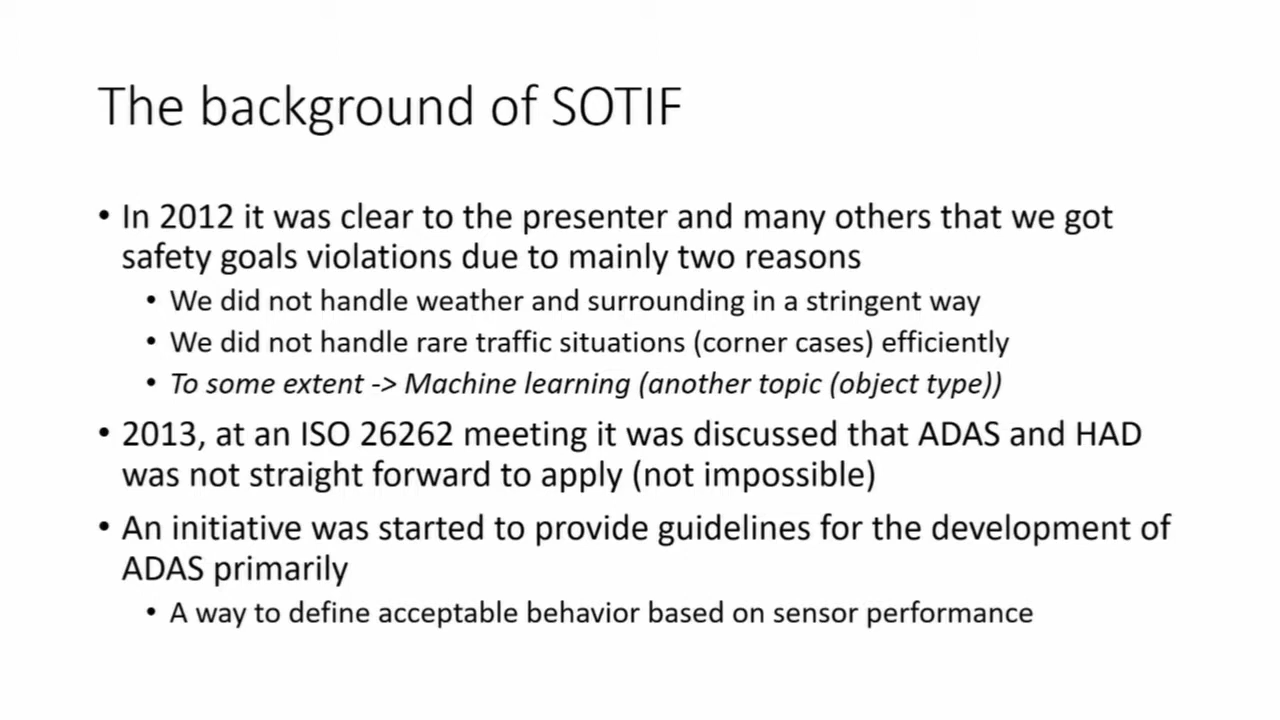 The background of SOTIF
• In 2012 it was clear to the presenter and many others that we got
safety goals violations due to mainly two reasons
• We did not handle weather and surrounding in a stringent way
• We did not handle rare traffic situations (corner cases) efficiently
• To some extent -> Machine learning (another topic (object type))
• 2013, at an ISO 26262 meeting it was discussed that ADAS and HAD
was not straight forward to apply (not impossible)
• An initiative was started to provide guidelines for the development of
ADAS primarily
• A way to define acceptable behavior based on sensor performance